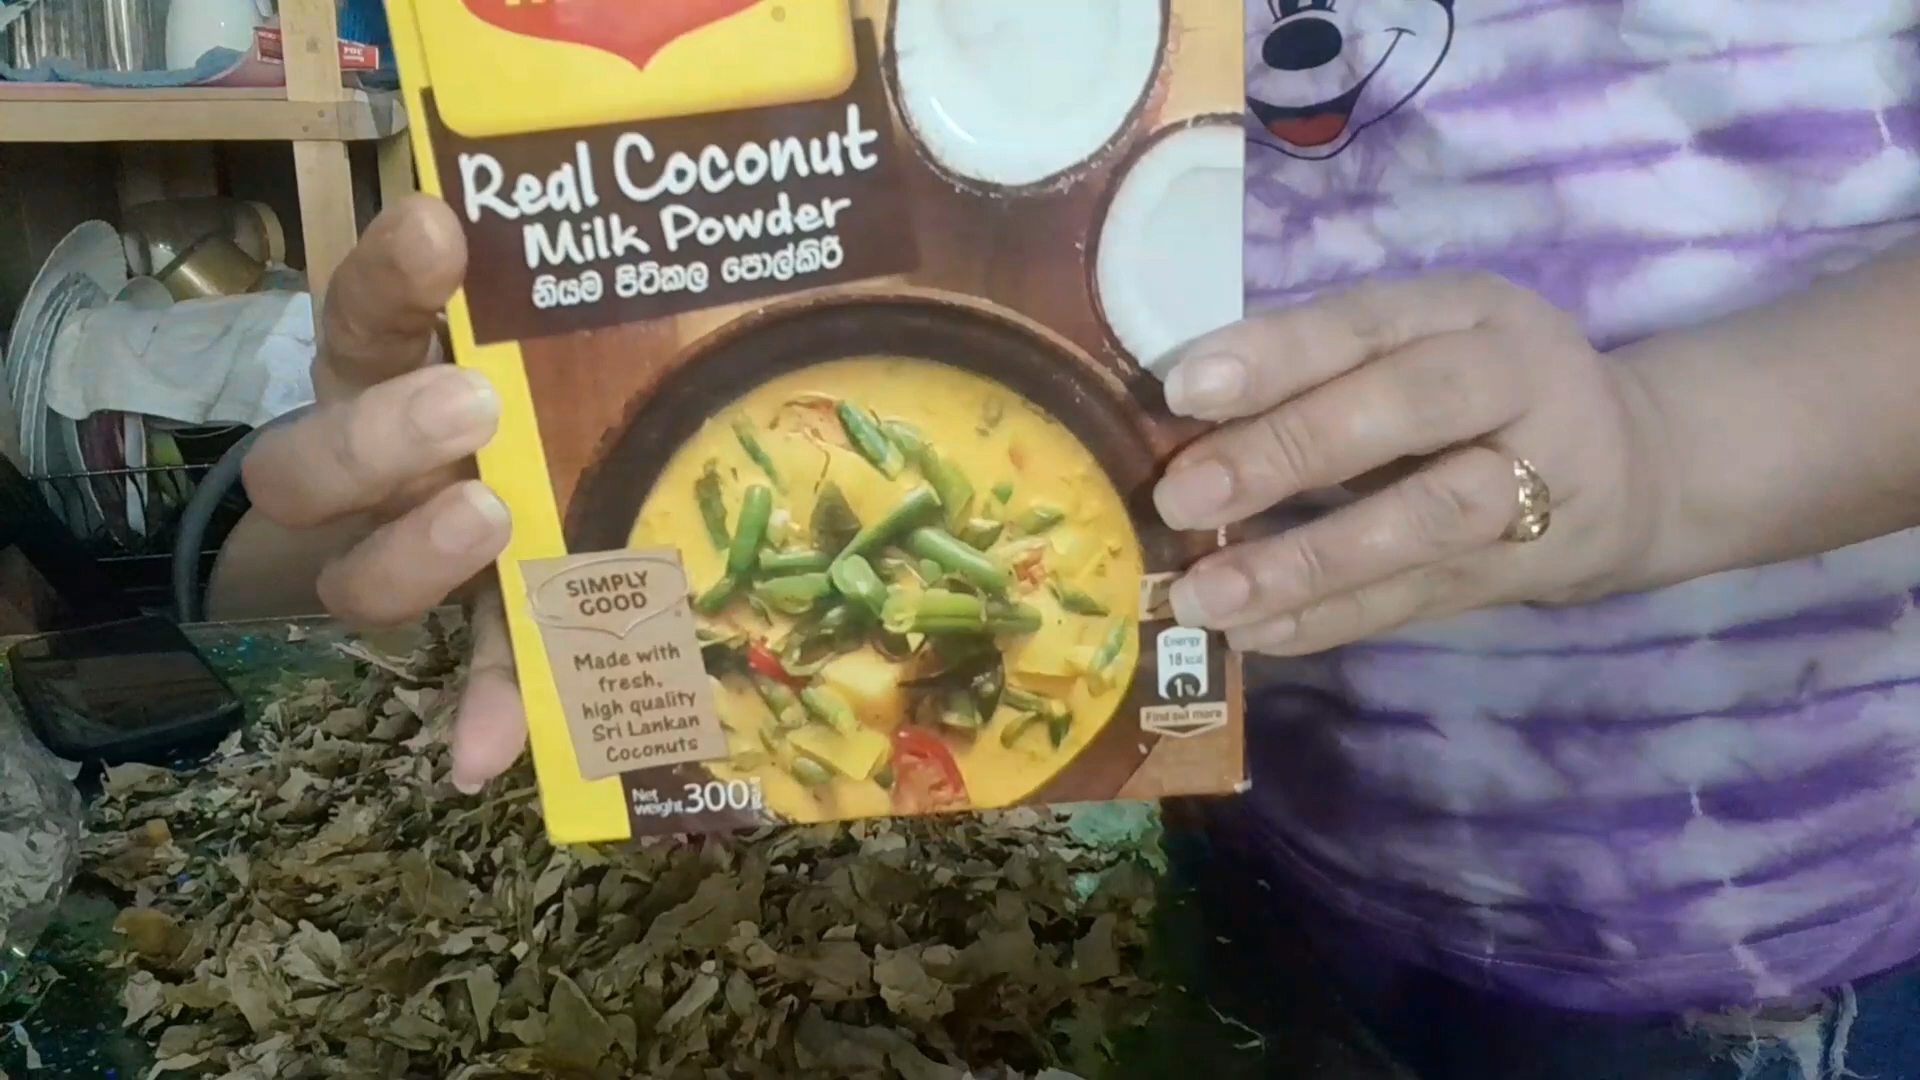 Real Coconut
Milk Powder
නියම පිටිකල පොල්කිරි
SIMPLY
GOOD
Made with
fresh,
high quality
Sri Lankan
Coconuts
Net
weight 300
Energy
18 kcal
1%
Find out more